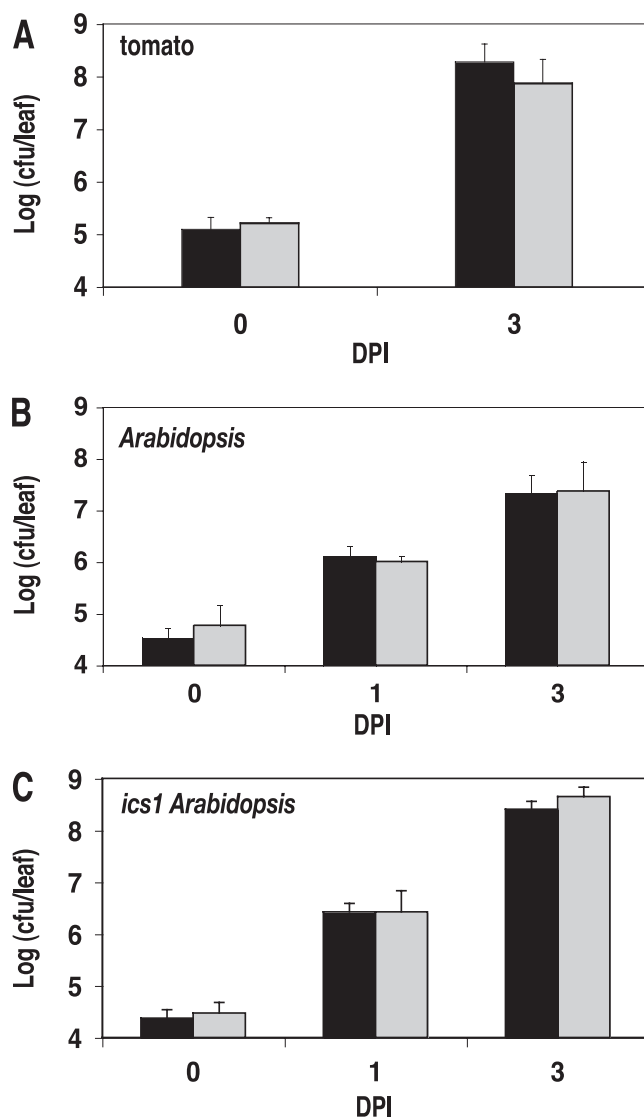 A
tomato
Log (cfu/leaf)
9
8
7
6
5
4
0 3
DPI
B
Arabidopsis
Log (cfu/leaf)
9
8
7
6
5
4
0 1 3
DPI
C
ics1 Arabidopsis
Log (cfu/leaf)
9
8
7
6
5
4
0 1 3
DPI